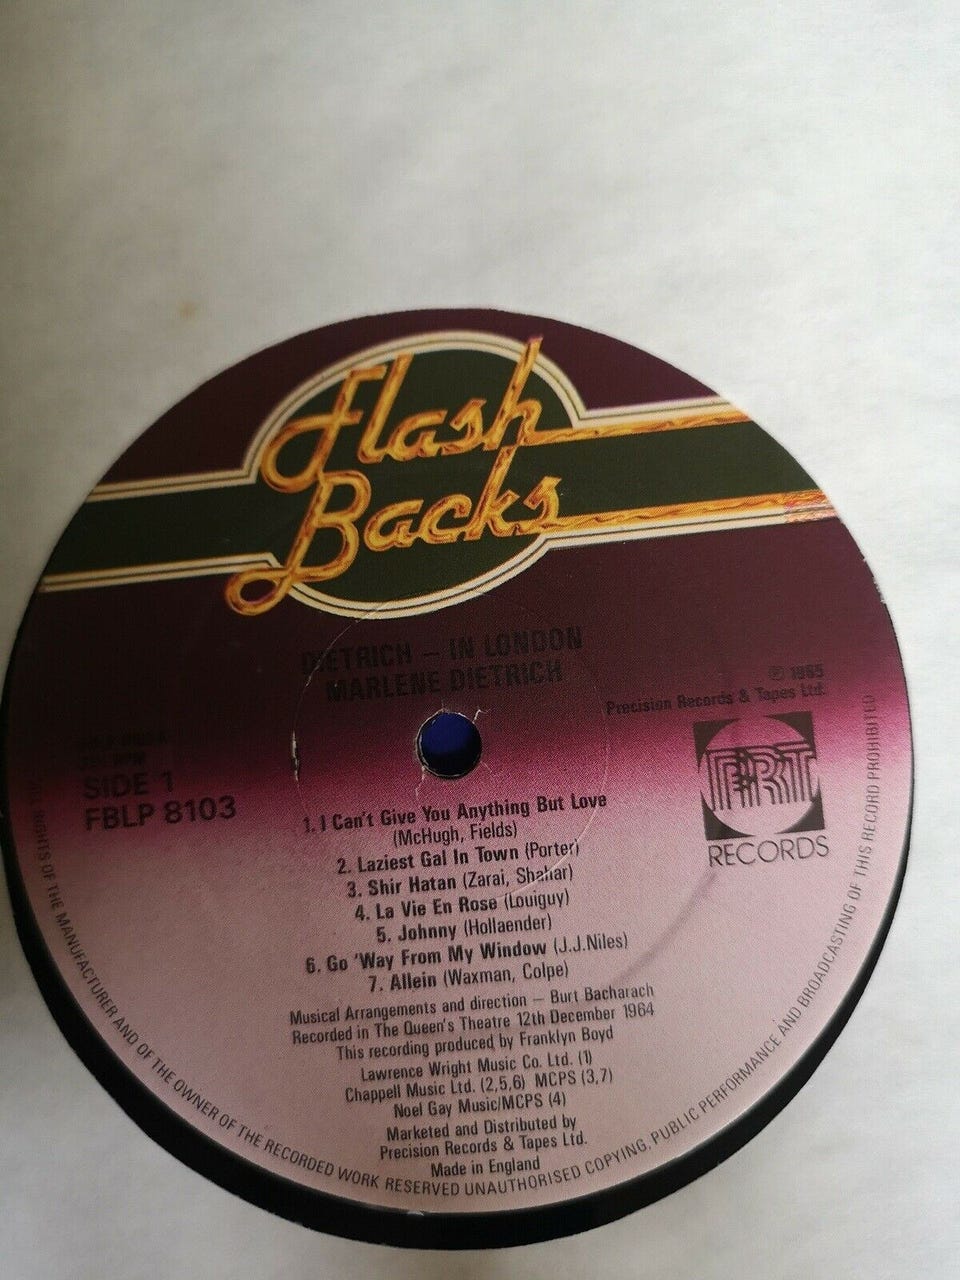 Flash
Backs
DIETRICH – IN LONDON
MARLENE DIETRICH
℗ 1965
Precision Records & Tapes Ltd.
RPM
SIDE 1
FBLP 8103
PRT
RECORDS
1. I Can't Give You Anything But Love
(McHugh, Fields)
2. Laziest Gal In Town (Porter)
3. Shir Hatan (Zarai, Shahar)
4. La Vie En Rose (Louiguy)
5. Johnny (Hollaender)
6. Go 'Way From My Window (J.J.Niles)
7. Allein (Waxman, Colpe)
Musical Arrangements and direction – Burt Bacharach
Recorded in The Queen's Theatre 12th December 1964
This recording produced by Franklyn Boyd
Lawrence Wright Music Co. Ltd. (1)
Chappell Music Ltd. (2,5,6) MCPS (3,7)
Noel Gay Music/MCPS (4)
Marketed and Distributed by
Precision Records & Tapes Ltd.
Made in England
RIGHTS OF THE MANUFACTURER AND OF THE OWNER OF THE RECORDED WORK RESERVED UNAUTHORISED COPYING, PUBLIC PERFORMANCE AND BROADCASTING OF THIS RECORD PROHIBITED